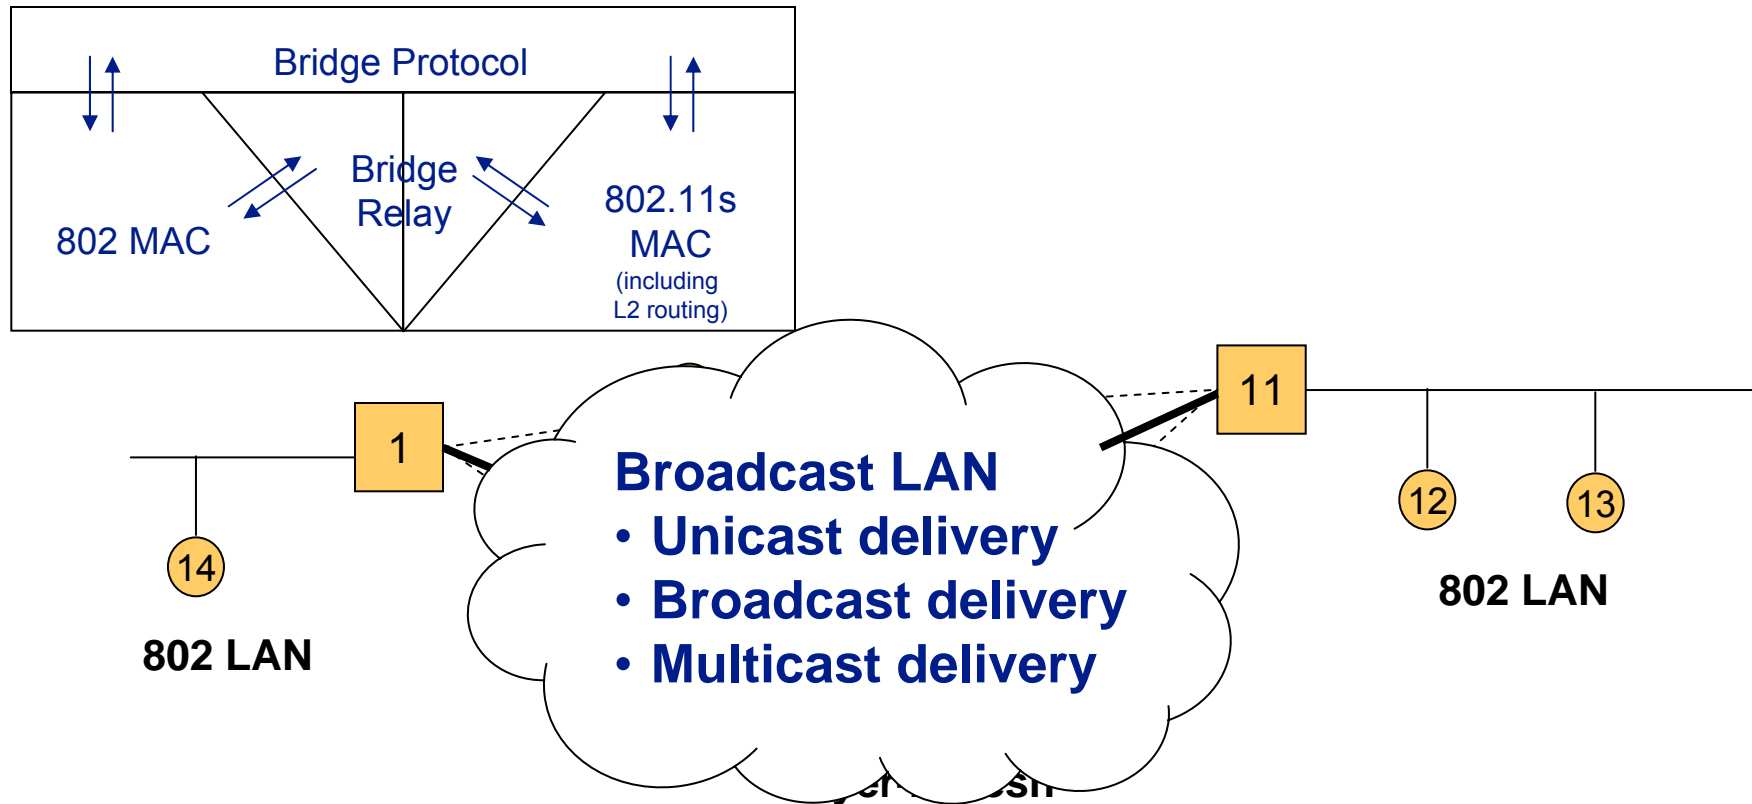 Bridge Protocol
Bridge
Relay
802 MAC
802.11s
MAC
(including
L2 routing)
1
11
14
12
13
802 LAN
802 LAN
Broadcast LAN
• Unicast delivery
• Broadcast delivery
• Multicast delivery